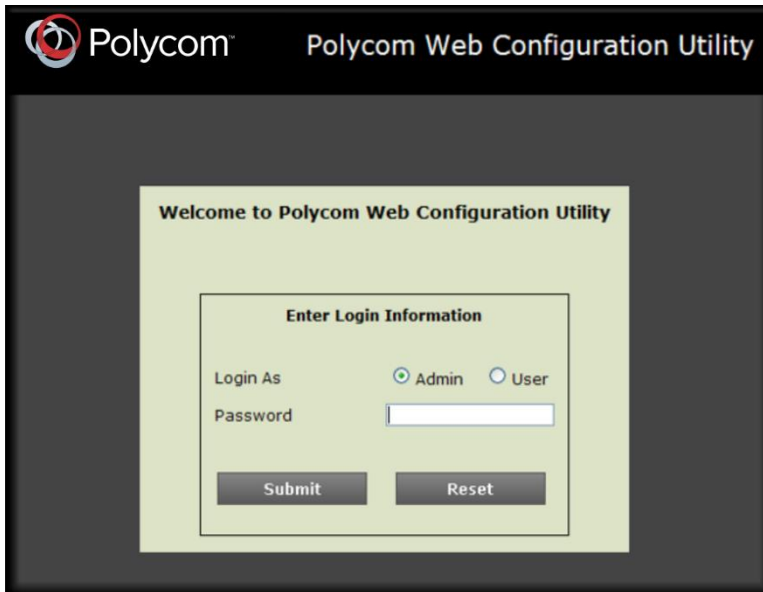 Polycom™ Polycom Web Configuration Utility
Welcome to Polycom Web Configuration Utility
Enter Login Information
Login As Admin User
Password
Submit Reset